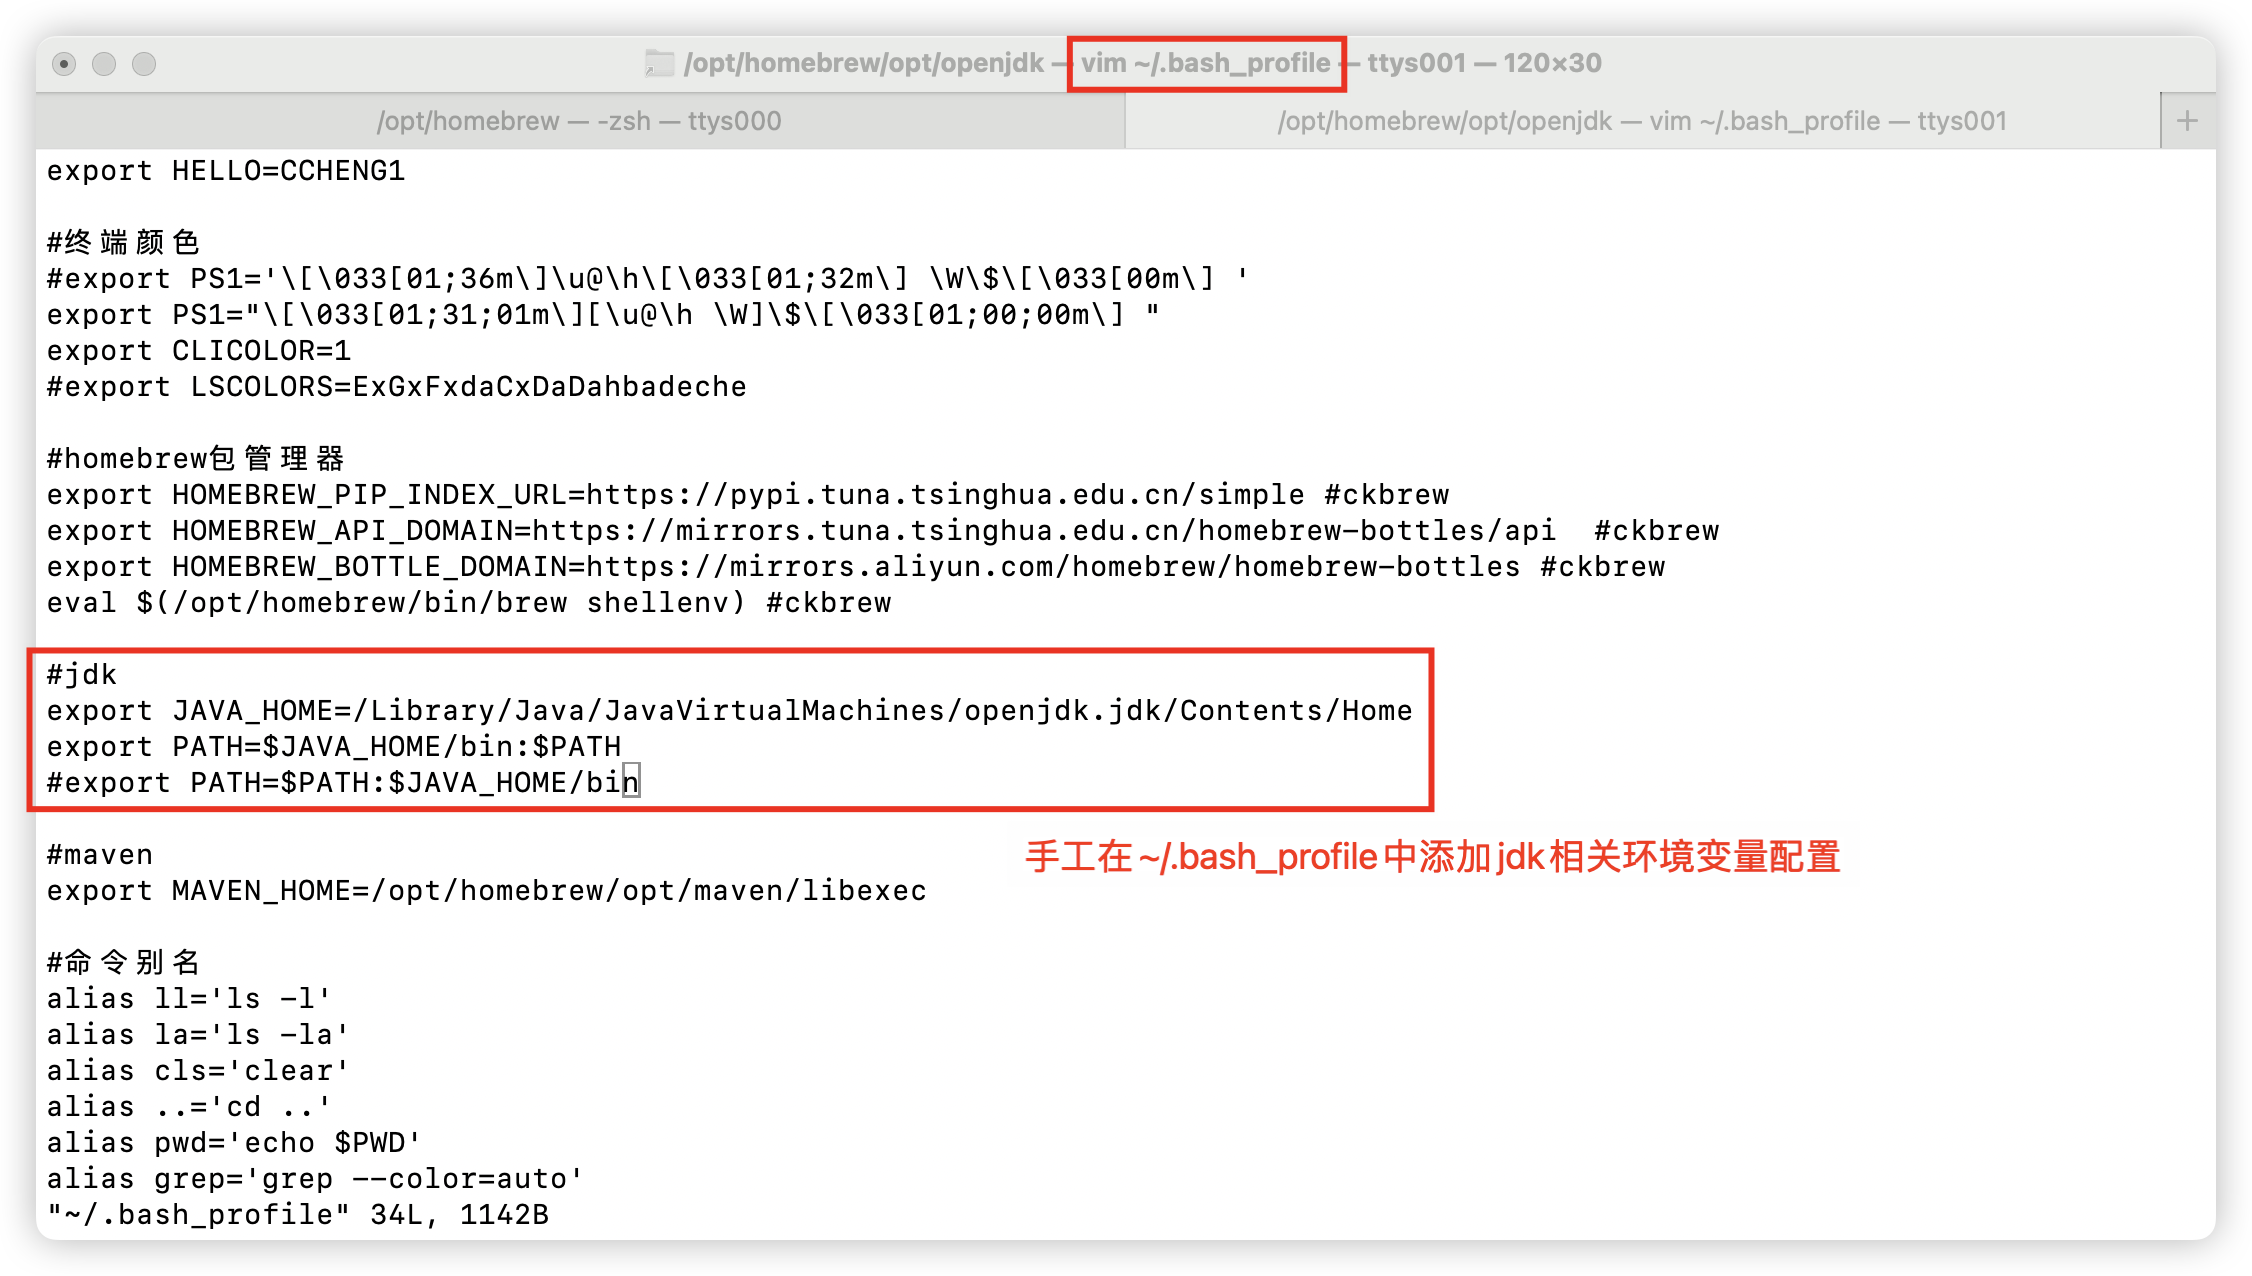 /opt/homebrew/opt/openjdk — vim ~/.bash_profile — ttys001 — 120×30
/opt/homebrew — -zsh — ttys000
/opt/homebrew/opt/openjdk — vim ~/.bash_profile — ttys001
+
export HELLO=CCHENG1
#终端颜色
#export PS1='\[\033[01;36m\]\u@\h\[\033[01;32m\] \W\$\[\033[00m\] '
export PS1="\[\033[01;31;01m\][\u@\h \W]\$\[\033[01;00;00m\] "
export CLICOLOR=1
#export LSCOLORS=ExGxFxdaCxDaDahbadeche
#homebrew包管理器
export HOMEBREW_PIP_INDEX_URL=https://pypi.tuna.tsinghua.edu.cn/simple #ckbrew
export HOMEBREW_API_DOMAIN=https://mirrors.tuna.tsinghua.edu.cn/homebrew-bottles/api  #ckbrew
export HOMEBREW_BOTTLE_DOMAIN=https://mirrors.aliyun.com/homebrew/homebrew-bottles #ckbrew
eval $(/opt/homebrew/bin/brew shellenv) #ckbrew
#jdk
export JAVA_HOME=/Library/Java/JavaVirtualMachines/openjdk.jdk/Contents/Home
export PATH=$JAVA_HOME/bin:$PATH
#export PATH=$PATH:$JAVA_HOME/bin
手工在~/.bash_profile中添加jdk相关环境变量配置
#maven
export MAVEN_HOME=/opt/homebrew/opt/maven/libexec
#命令别名
alias ll='ls -l'
alias la='ls -la'
alias cls='clear'
alias ..='cd ..'
alias pwd='echo $PWD'
alias grep='grep --color=auto'
"~/.bash_profile" 34L, 1142B